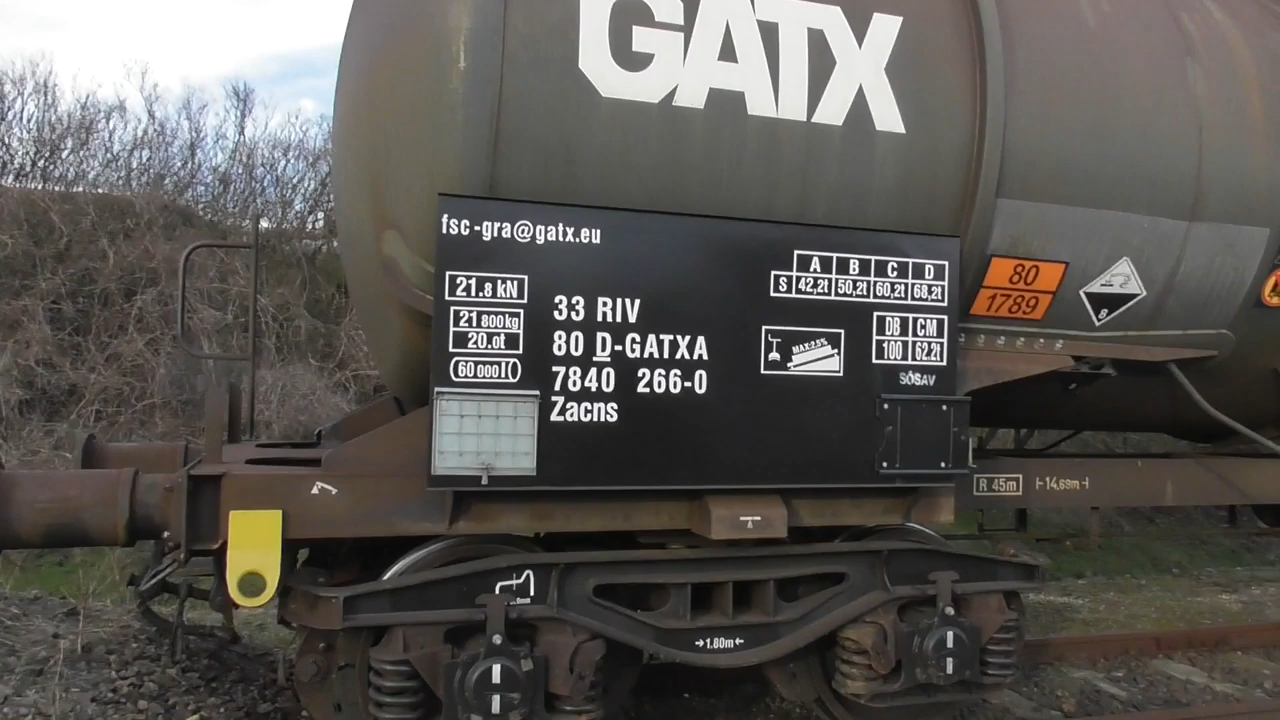 GATX
fsc-gra@gatx.eu
21.8 kN
21 800kg
20.0t
60 000 l
33 RIV
80 D-GATXA
7840 266-0
Zacns
A B C D
S 42,2t 50,2t 60,2t 68,2t
MAX:2.5%
DB CM
100 62.2t
SÖSAV
80
1789
8
R 45m
14,69m
1.80m